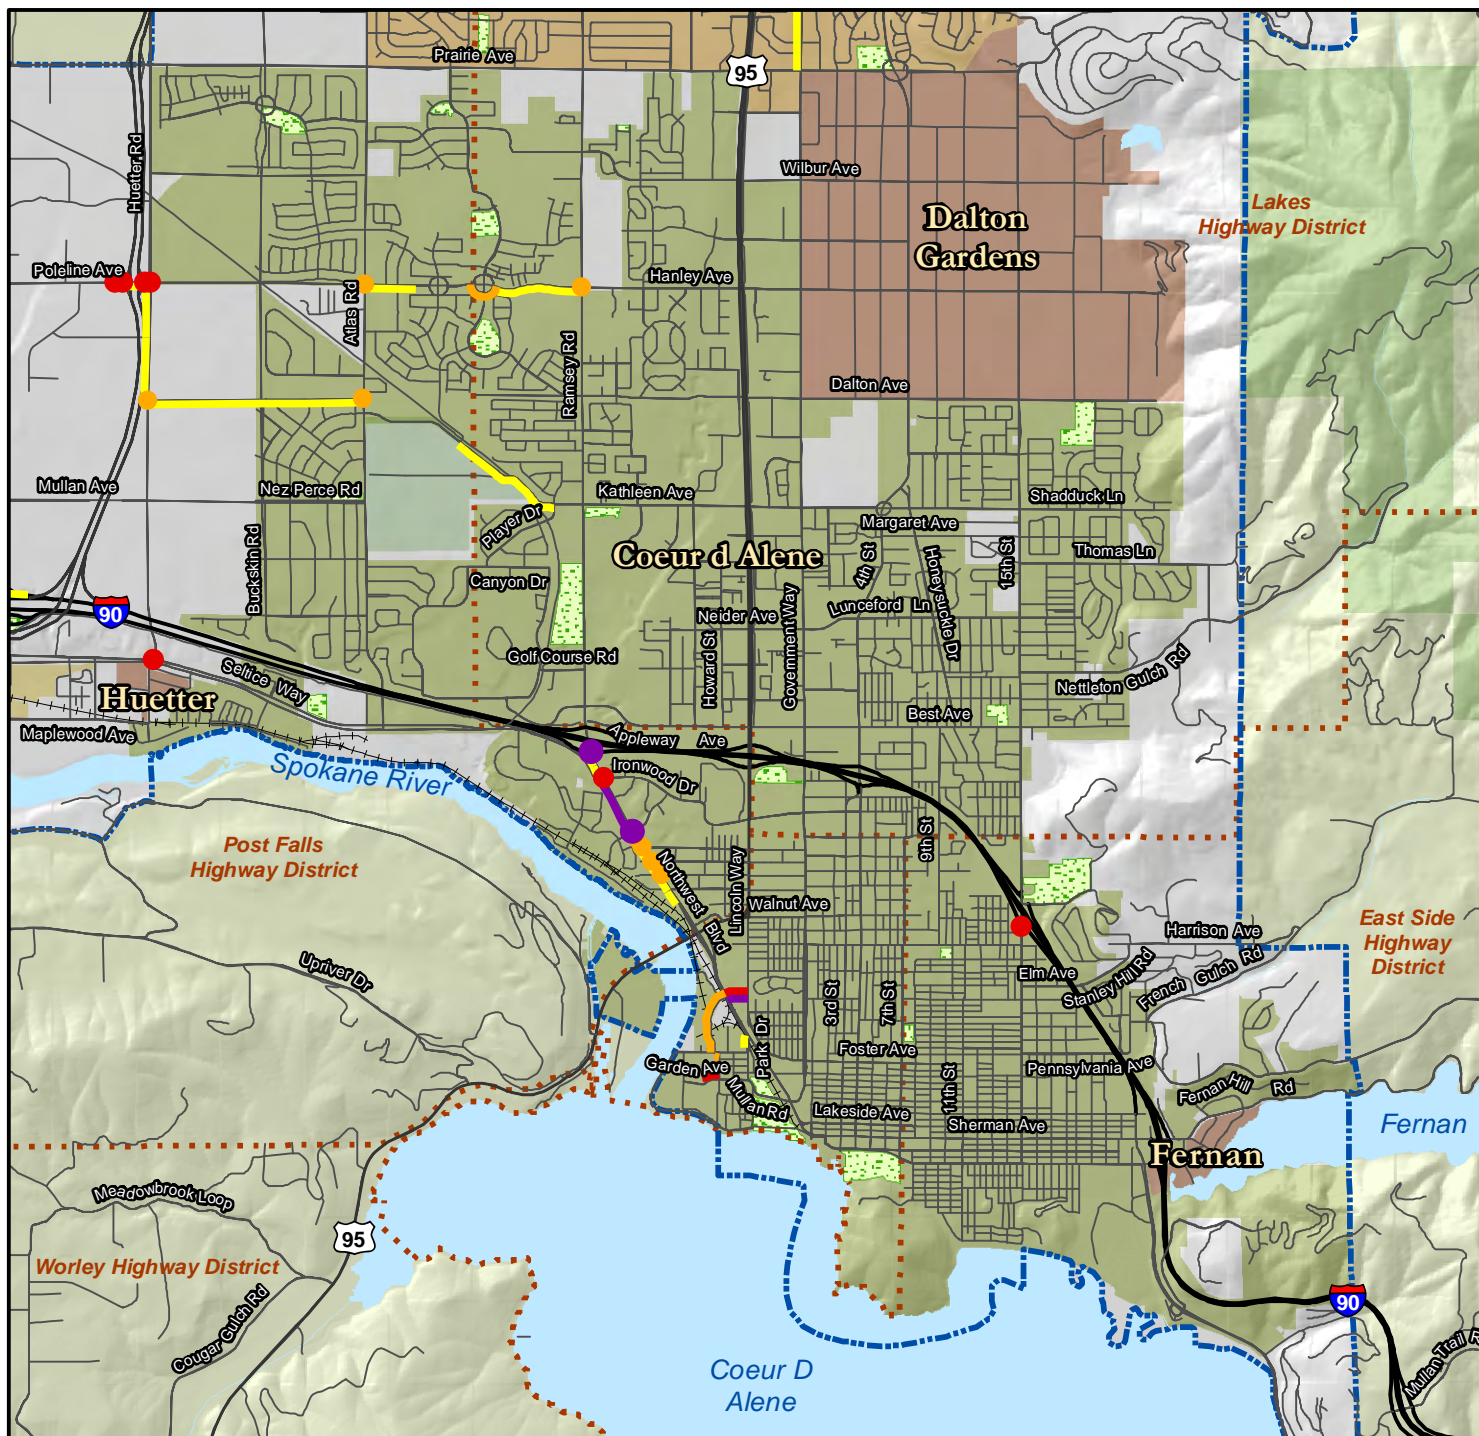 Prairie Ave
95
Huetter Rd
Wilbur Ave
Lakes
Highway District
Dalton
Gardens
Poleline Ave
Hanley Ave
Atlas Rd
Ramsey Rd
Dalton Ave
Mullan Ave
Nez Perce Rd
Kathleen Ave
Shadduck Ln
Player Dr
Margaret Ave
Buckskin Rd
Coeur d Alene
4th St
Honeysuckle Dr
15th St
Thomas Ln
Canyon Dr
90
Neider Ave
Government Way
Lunceford Ln
Howard St
Golf Course Rd
Seltice Way
Nettleton Gulch Rd
Huetter
Best Ave
Maplewood Ave
Appleway Ave
Spokane River
Ironwood Dr
Post Falls
Highway District
Northwest Blvd
Lincoln Way
9th St
Walnut Ave
Harrison Ave
East Side
Highway
District
Upriver Dr
Elm Ave
Stanley Hill Rd
French Gulch Rd
3rd St
7th St
Park Dr
Foster Ave
Garden Ave
Pennsylvania Ave
Fernan Hill Rd
Mullan Rd
Lakeside Ave
11th St
Sherman Ave
Fernan
Fernan
Meadowbrook Loop
95
Worley Highway District
Cougar Gulch Rd
90
Mullan Trail R
Coeur D
Alene